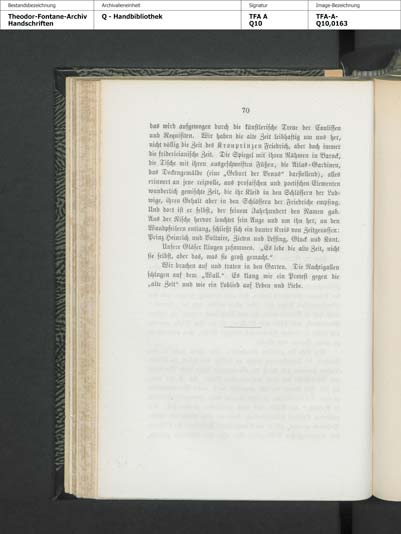 Bestandsbezeichnung
Archivalieneinheit
Signatur
Image-Bezeichnung
Theodor-Fontane-Archiv
Handschriften
Q - Handbibliothek
TFA A
Q10
TFA-A-
Q10,0163
70
das wird aufgewogen durch die künstlerische Treue der Coulissen
und Requisiten. Wir haben die alte Zeit leibhaftig um uns her,
nicht völlig die Zeit des Kronprinzen Friedrich, aber doch immer
die fridericianische Zeit. Die Spiegel mit ihren Rähmen in Barock,
die Tische mit ihren ausgeschweiften Füßen, die Atlas-Gardinen,
das Deckengemälde (eine „Geburt der Venus“ darstellend), alles
erinnert an jene reizvolle, aus prosaischen und poetischen Elementen
wunderlich gemischte Zeit, die ihr Kleid in den Schlössern der Lud-
wige, ihren Gehalt aber in den Schlössern der Friedriche empfing.
Und dort ist er selbst, der seinem Jahrhundert den Namen gab.
Aus der Nische hervor leuchtet sein Auge und um ihn her, an den
Wandpfeilern entlang, schließt sich ein bunter Kreis von Zeitgenossen:
Prinz Heinrich und Voltaire, Zieten und Lessing, Gluck und Kant.
Unsere Gläser klingen zusammen. „Es lebe die alte Zeit, nicht
sie selbst, aber das, was sie groß gemacht.“
Wir brachen auf und traten in den Garten. Die Nachtigallen
schlugen auf dem „Wall.“ Es klang wie ein Protest gegen die
„alte Zeit“ und wie ein Loblied auf Leben und Liebe.